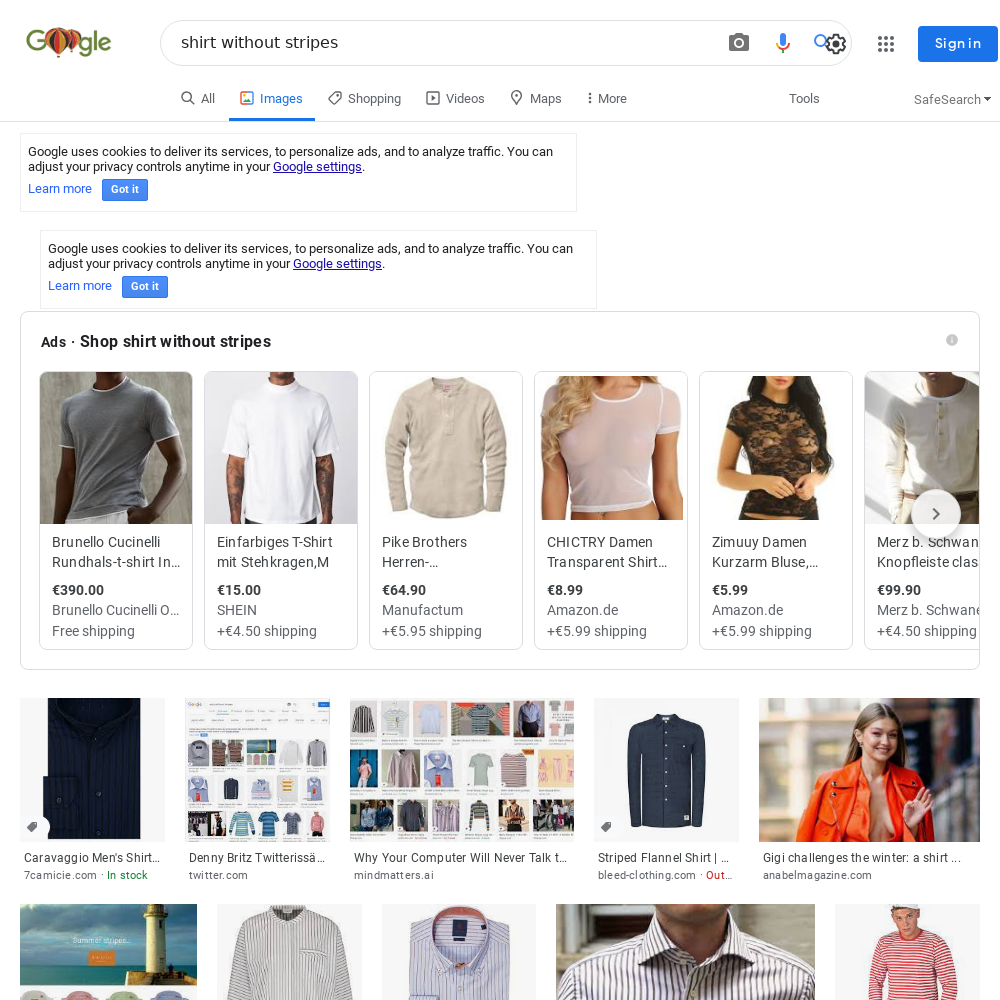 Google
shirt without stripes
Sign in
All
Images
Shopping
Videos
Maps
More
Tools
SafeSearch
Google uses cookies to deliver its services, to personalize ads, and to analyze traffic. You can
adjust your privacy controls anytime in your Google settings.
Learn more
Got it
Google uses cookies to deliver its services, to personalize ads, and to analyze traffic. You can
adjust your privacy controls anytime in your Google settings.
Learn more
Got it
Ads · Shop shirt without stripes
Brunello Cucinelli
Rundhals-t-shirt In...
€390.00
Brunello Cucinelli O...
Free shipping
Einfarbiges T-Shirt
mit Stehkragen,M
€15.00
SHEIN
+€4.50 shipping
Pike Brothers
Herren-...
€64.90
Manufactum
+€5.95 shipping
CHICTRY Damen
Transparent Shirt...
€8.99
Amazon.de
+€5.99 shipping
Zimuuy Damen
Kurzarm Bluse,...
€5.99
Amazon.de
+€5.99 shipping
Merz b. Schwan
Knopfleiste clas
€99.90
Merz b. Schwane
+€4.50 shipping
Caravaggio Men's Shirt...
7camicie.com · In stock
Denny Britz Twitterissä...
twitter.com
Why Your Computer Will Never Talk t...
mindmatters.ai
Striped Flannel Shirt | ...
bleed-clothing.com · Out...
Gigi challenges the winter: a shirt ...
anabelmagazine.com
Summer stripes...